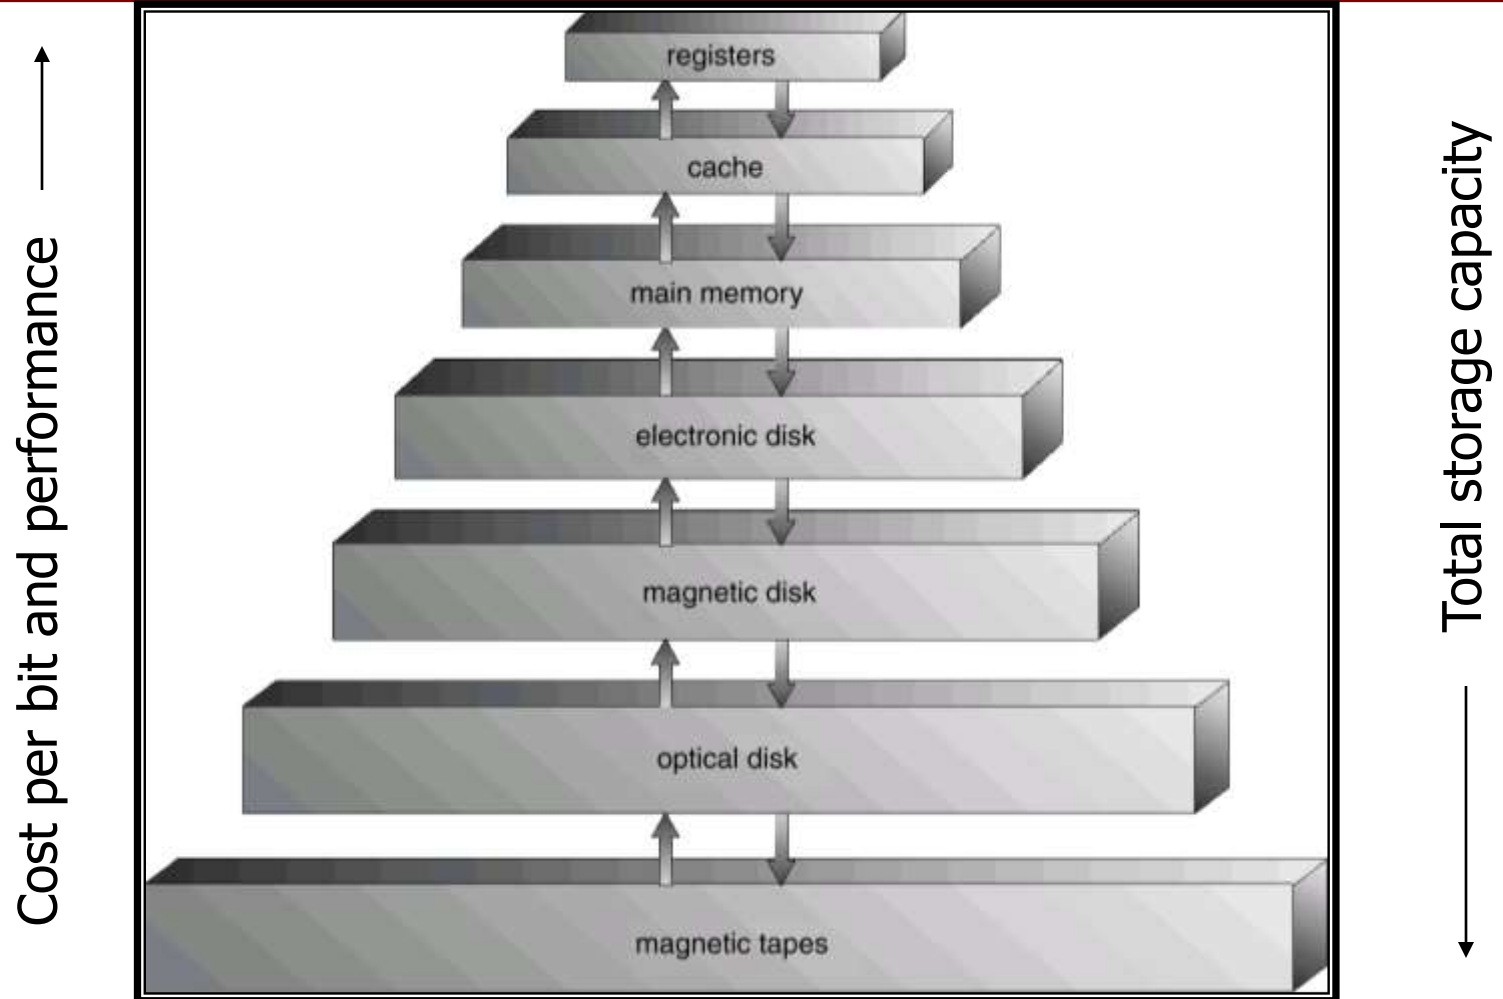 registers
cache
main memory
electronic disk
magnetic disk
optical disk
magnetic tapes
Cost per bit and performance
Total storage capacity